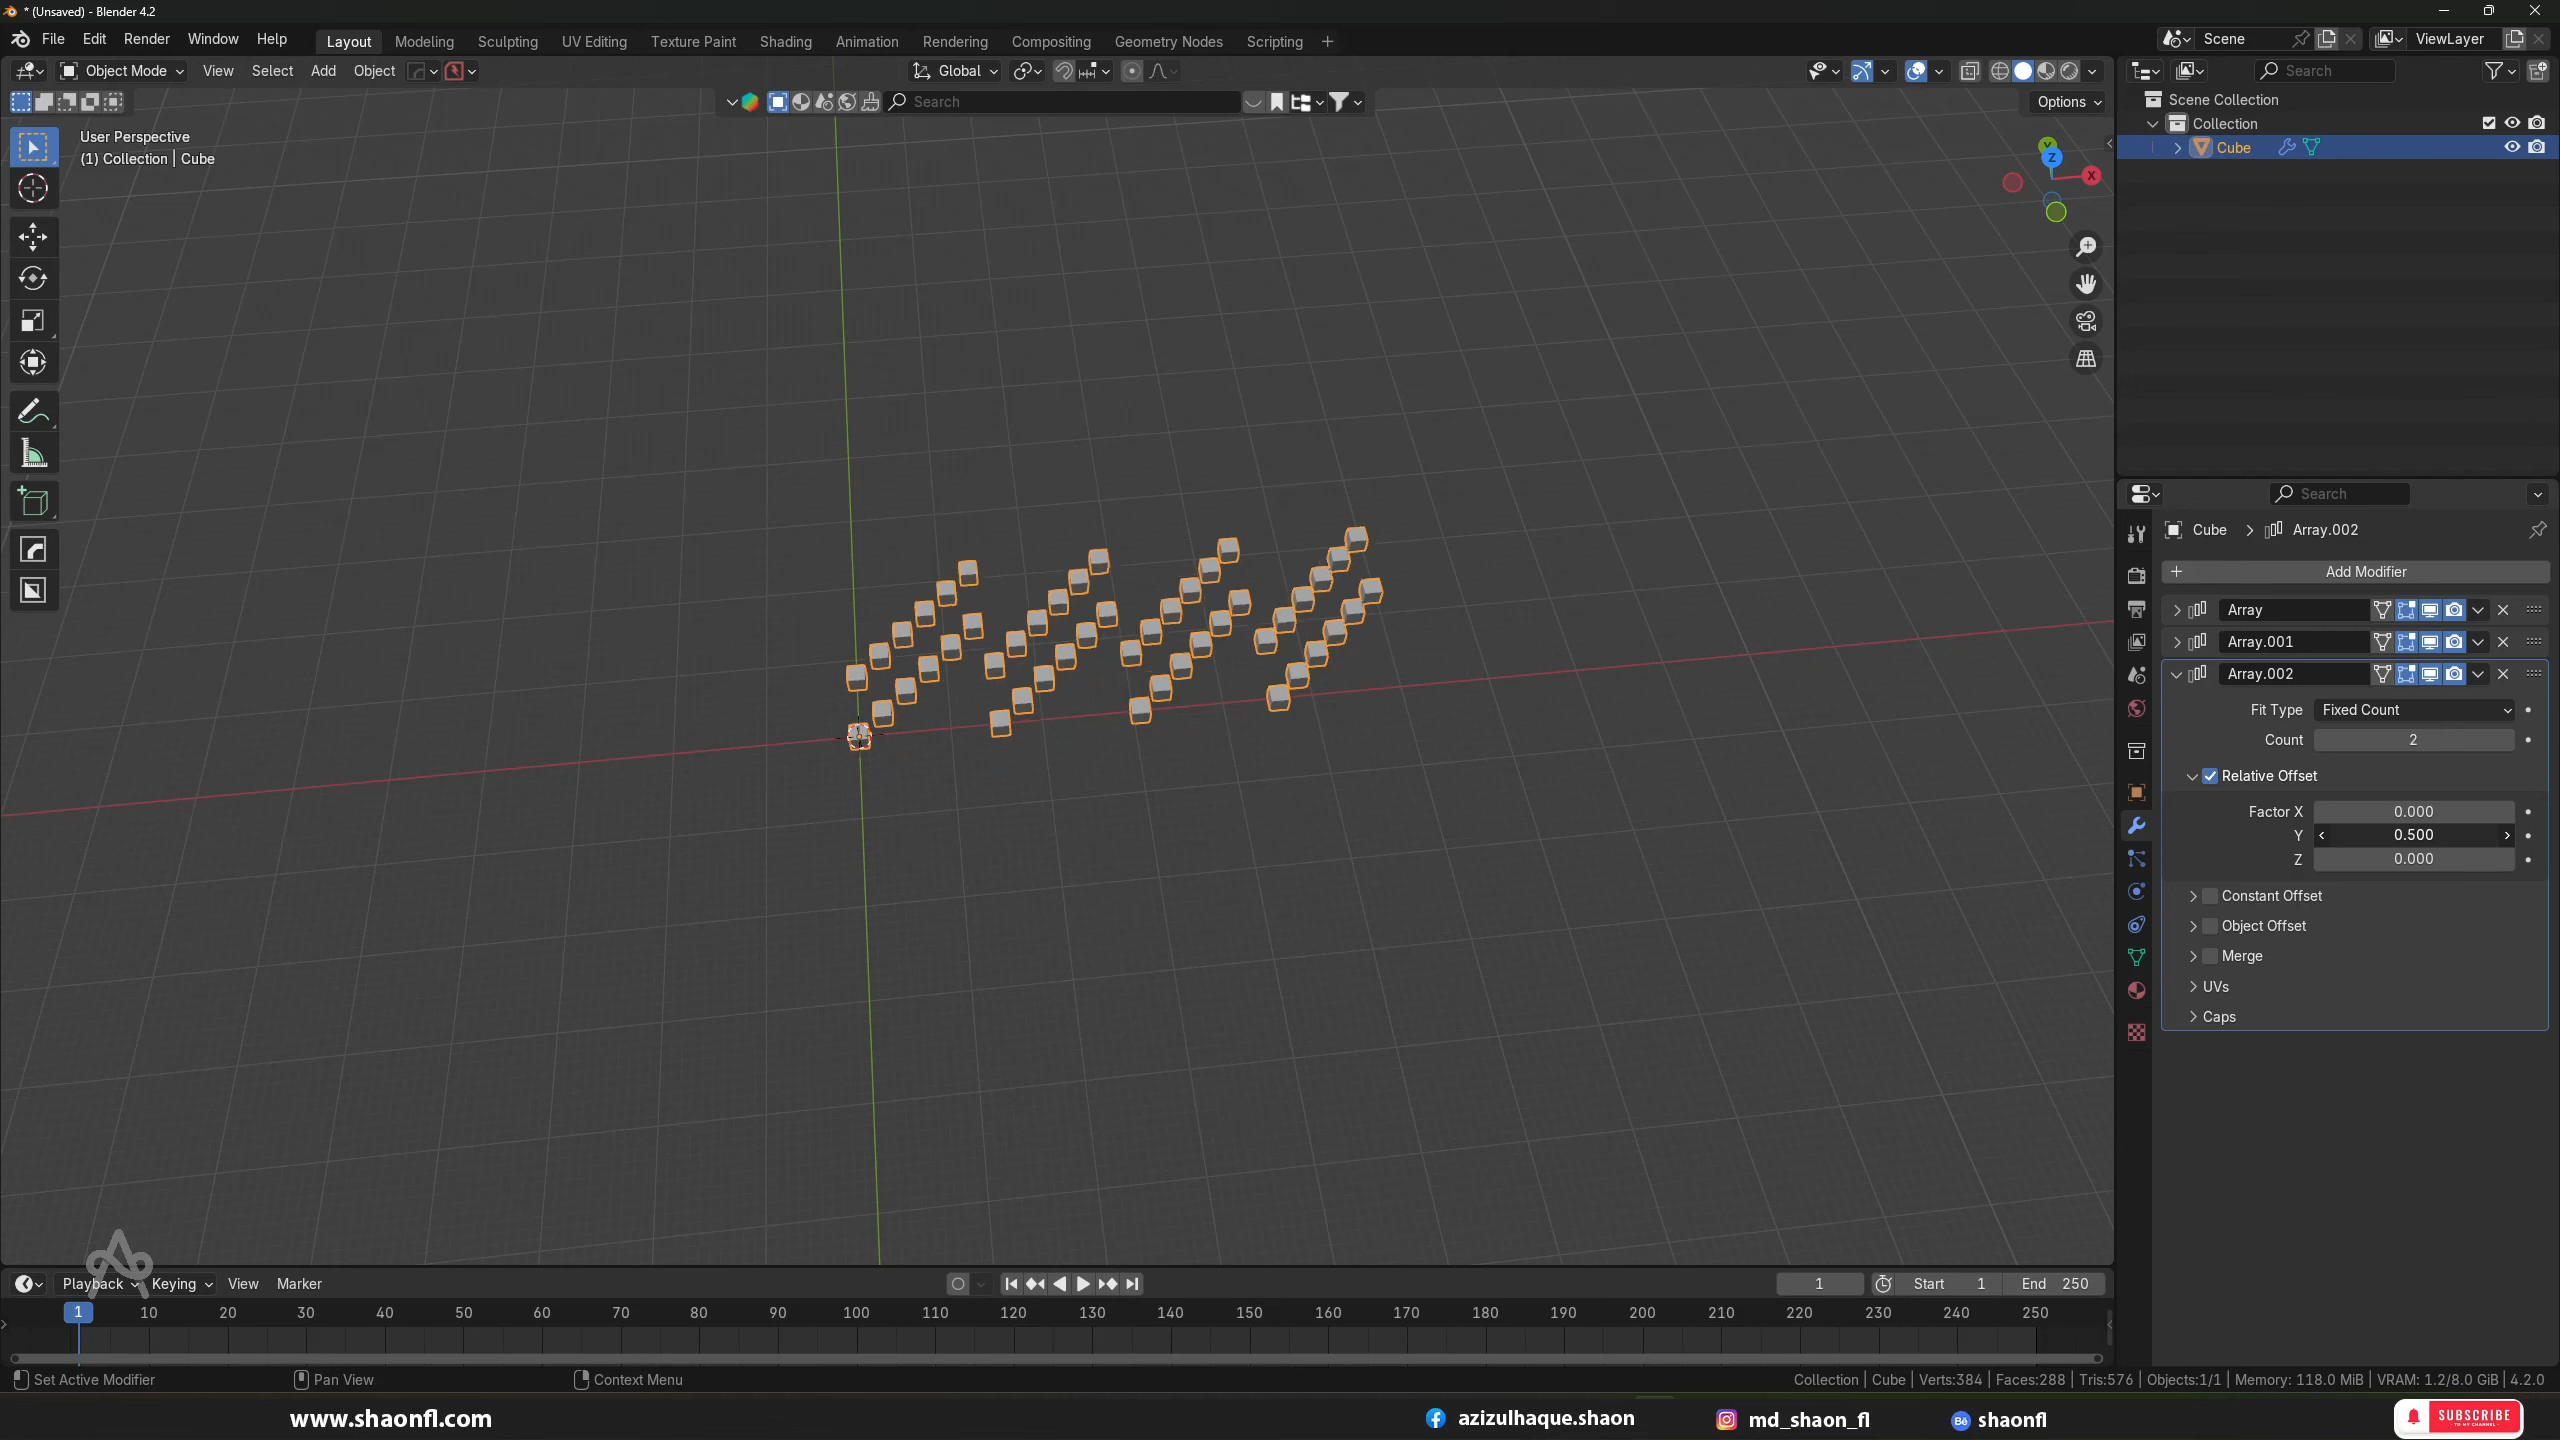 * (Unsaved) - Blender 4.2
File Edit Render Window Help Layout Modeling Sculpting UV Editing Texture Paint Shading Animation Rendering Compositing Geometry Nodes Scripting + Scene ViewLayer
Object Mode View Select Add Object Global Search
Search Options
Scene Collection
Collection
Cube
User Perspective
(1) Collection | Cube
Y
Z
X
Search
Cube > Array.002
+ Add Modifier
Array
Array.001
Array.002
Fit Type Fixed Count
Count 2
Relative Offset
Factor X 0.000
Y 0.500
Z 0.000
Constant Offset
Object Offset
Merge
UVs
Caps
Playback Keying View Marker 1 Start 1 End 250
1 10 20 30 40 50 60 70 80 90 100 110 120 130 140 150 160 170 180 190 200 210 220 230 240 250
Set Active Modifier Pan View Context Menu Collection | Cube | Verts:384 | Faces:288 | Tris:576 | Objects:1/1 | Memory: 118.0 MiB | VRAM: 1.2/8.0 GiB | 4.2.0
www.shaonfl.com azizulhaque.shaon md_shaon_fl Bē shaonfl SUBSCRIBE
TO MY CHANNEL